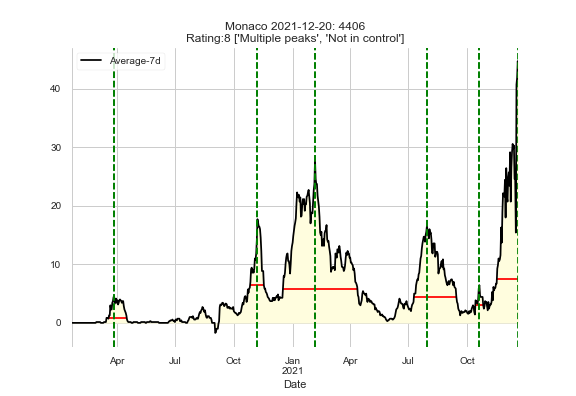 Monaco 2021-12-20: 4406
Rating:8 ['Multiple peaks', 'Not in control']
Average-7d
40
30
20
10
0
Apr Jul Oct Jan Apr Jul Oct
2021
Date